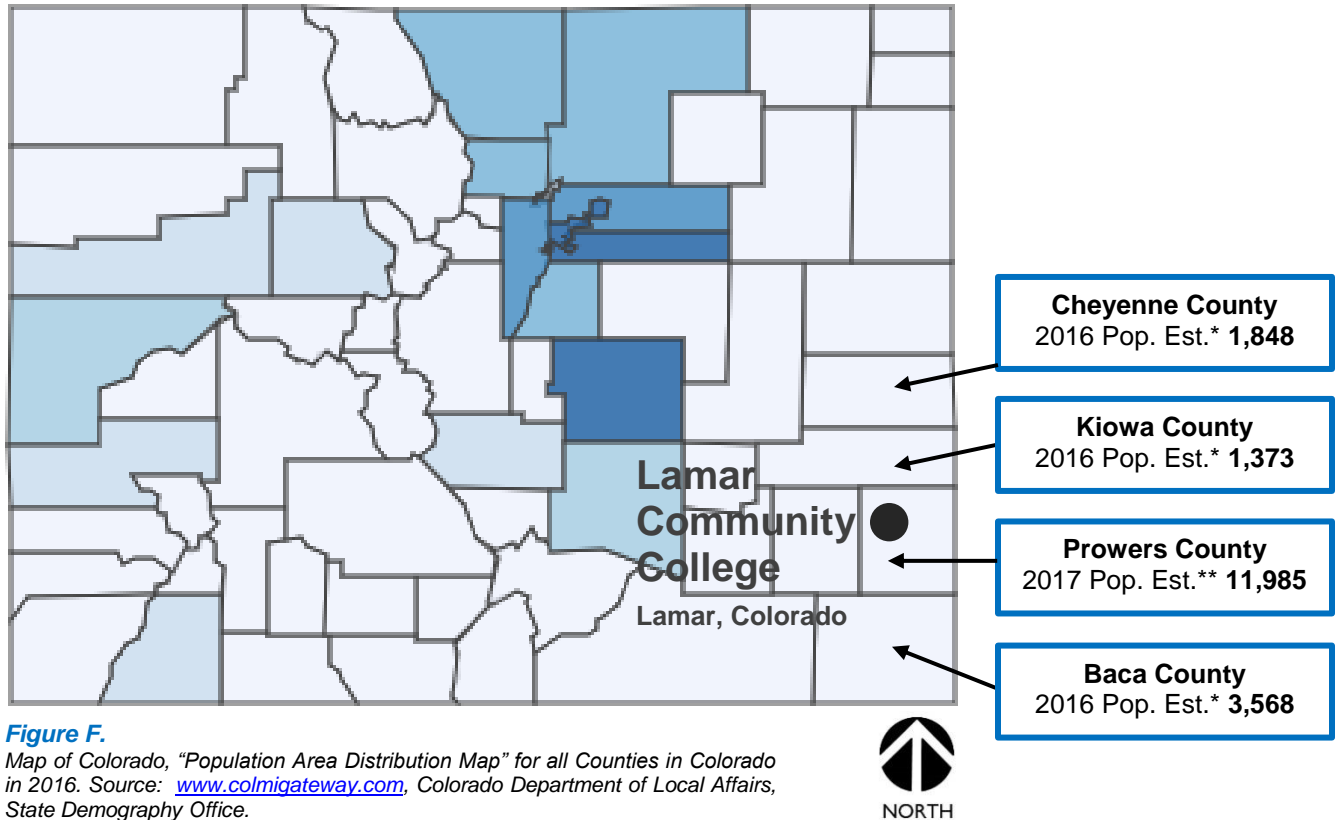 Cheyenne County
2016 Pop. Est.* 1,848
Kiowa County
2016 Pop. Est.* 1,373
Lamar
Community
College
Lamar, Colorado
Prowers County
2017 Pop. Est.** 11,985
Baca County
2016 Pop. Est.* 3,568
Figure F.
Map of Colorado, “Population Area Distribution Map” for all Counties in Colorado
in 2016. Source: www.colmigateway.com, Colorado Department of Local Affairs,
State Demography Office.
NORTH